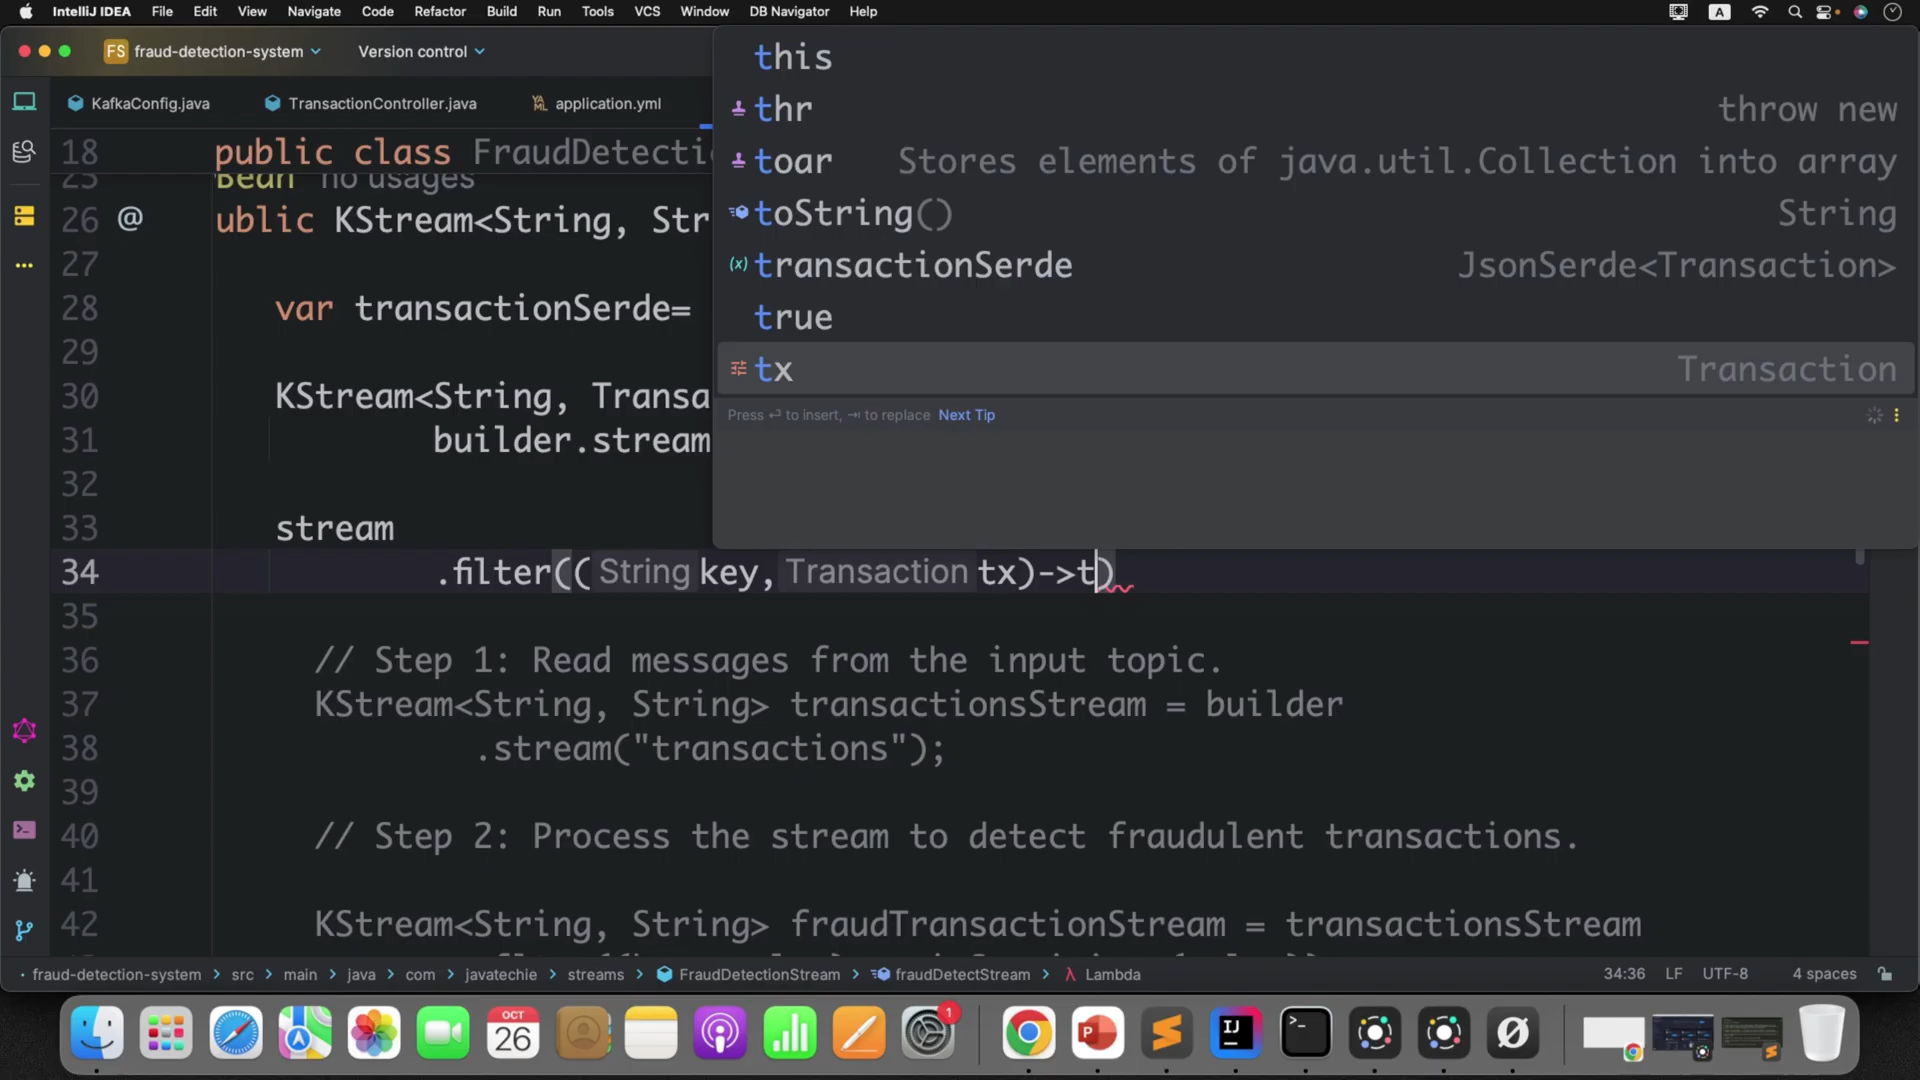 IntelliJ IDEA File Edit View Navigate Code Refactor Build Run Tools VCS Window DB Navigator Help
A
FS fraud-detection-system Version control
KafkaConfig.java TransactionController.java application.yml
this
thr throw new
toar Stores elements of java.util.Collection into array
toString() String
transactionSerde JsonSerde<Transaction>
true
tx Transaction
Press ⏎ to insert, ⇥ to replace Next Tip
18 public class FraudDetecti
25 Bean no usages
26 @ ublic KStream<String, Str
27
28 var transactionSerde=
29
30 KStream<String, Transa
31 builder.stream
32
33 stream
34 .filter((String key, Transaction tx)->t)
35
36 // Step 1: Read messages from the input topic.
37 KStream<String, String> transactionsStream = builder
38 .stream("transactions");
39
40 // Step 2: Process the stream to detect fraudulent transactions.
41
42 KStream<String, String> fraudTransactionStream = transactionsStream
fraud-detection-system > src > main > java > com > javatechie > streams > FraudDetectionStream > fraudDetectStream > Lambda 34:36 LF UTF-8 4 spaces
OCT
26
1
IJ